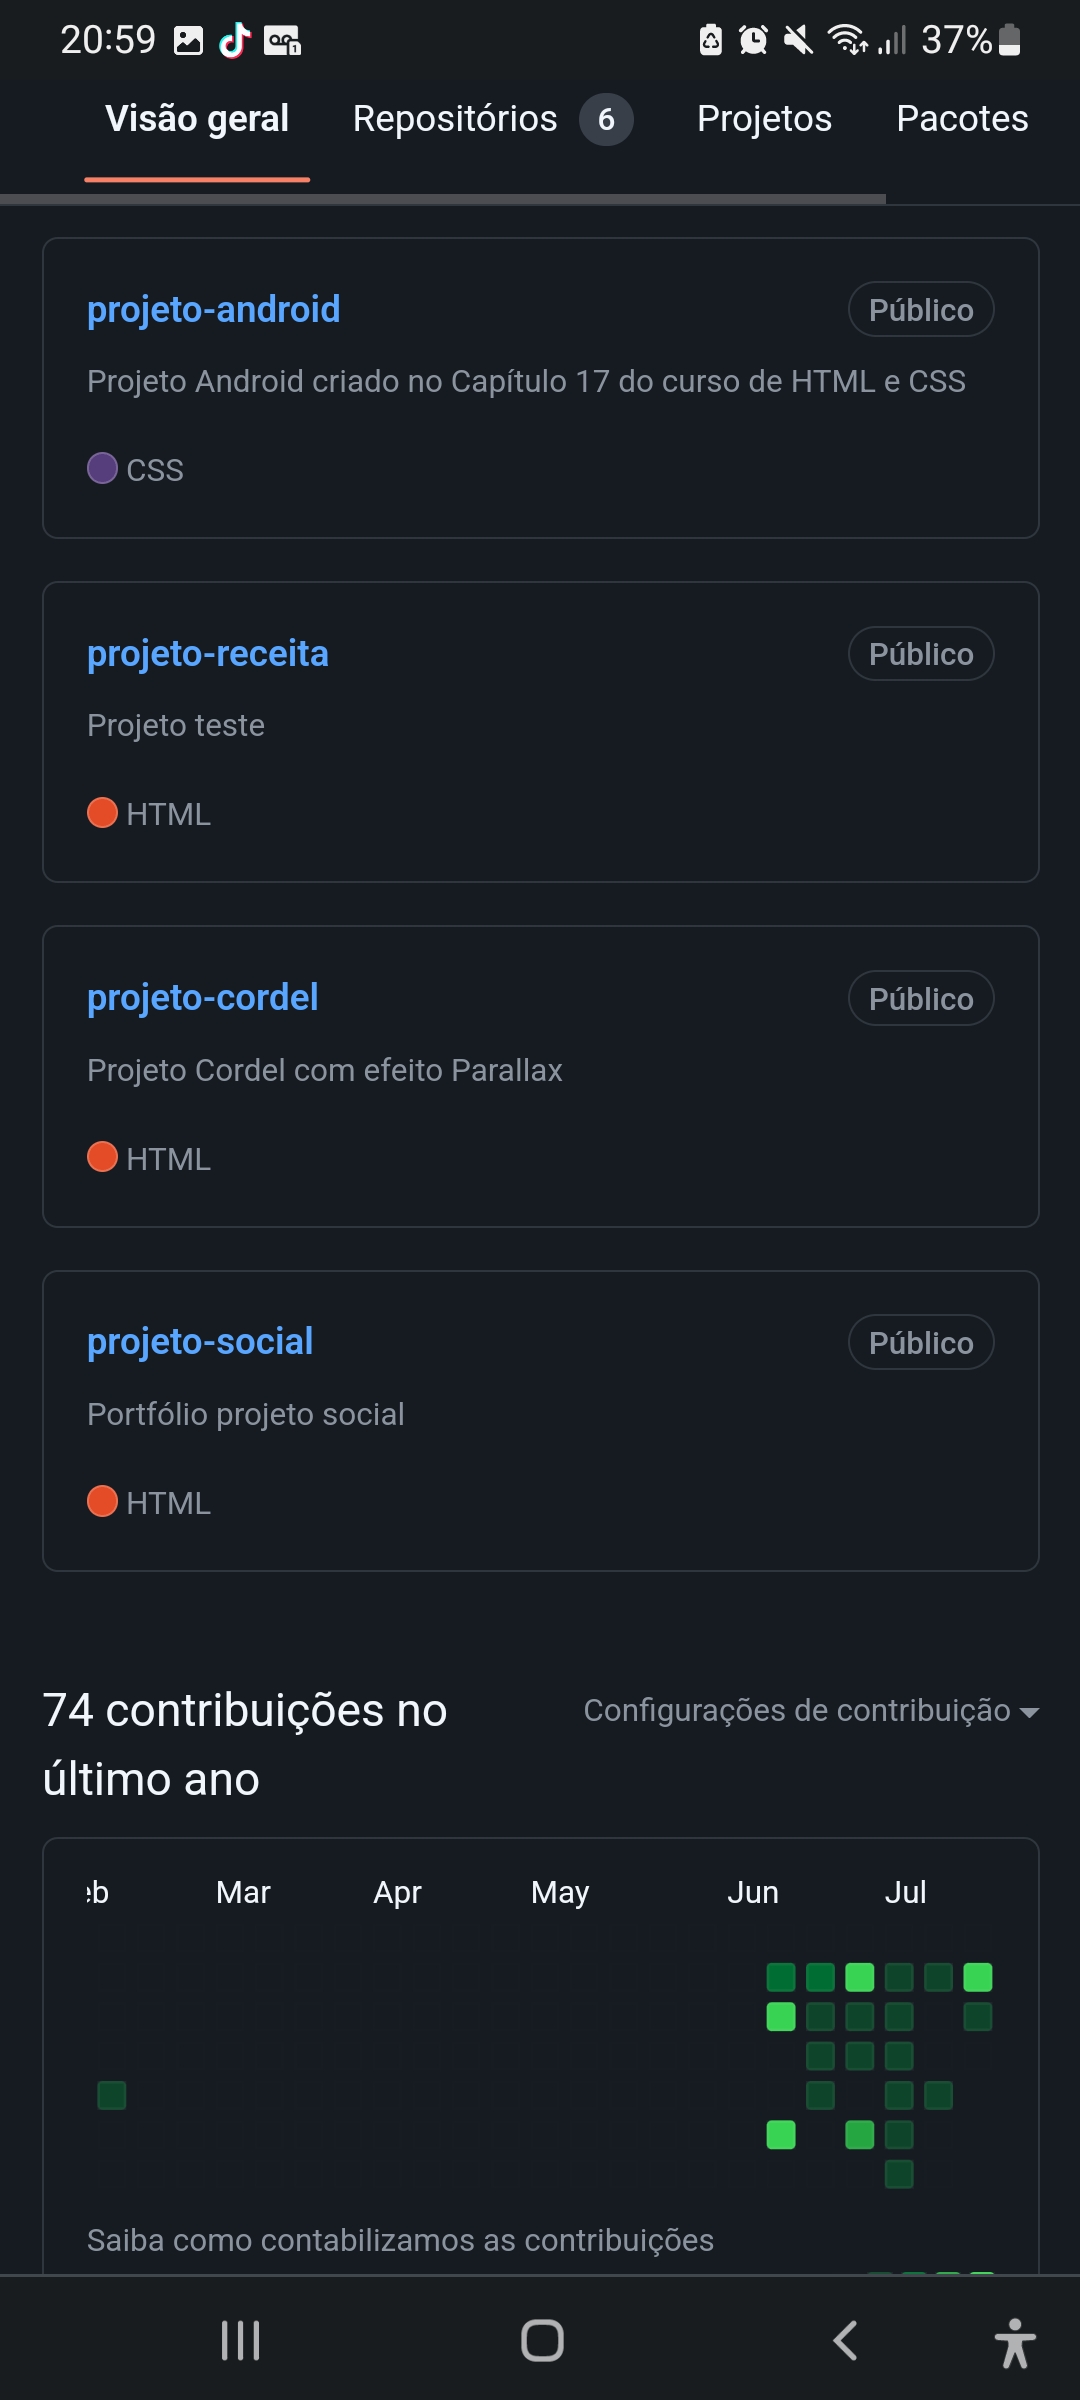 20:59
37%
Visão geral
Repositórios 6
Projetos
Pacotes
projeto-android
Público
Projeto Android criado no Capítulo 17 do curso de HTML e CSS
CSS
projeto-receita
Público
Projeto teste
HTML
projeto-cordel
Público
Projeto Cordel com efeito Parallax
HTML
projeto-social
Público
Portfólio projeto social
HTML
74 contribuições no
último ano
Configurações de contribuição
eb Mar Apr May Jun Jul
Saiba como contabilizamos as contribuições